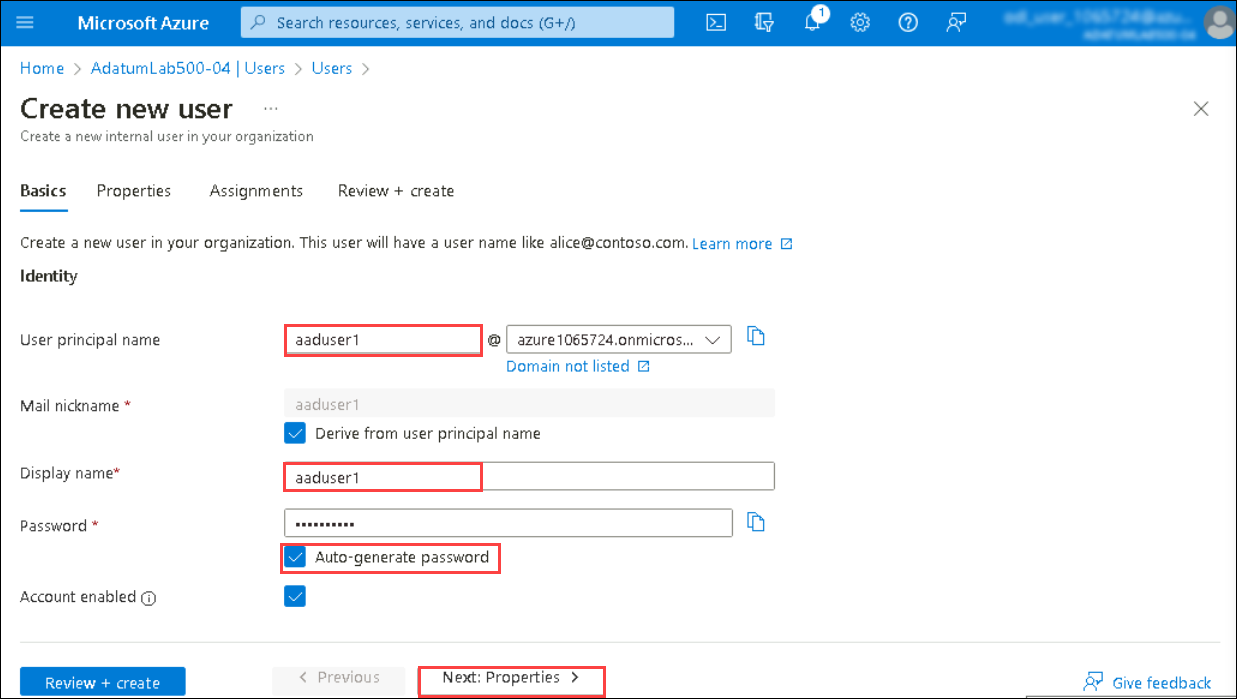 Microsoft Azure
Search resources, services, and docs (G+/)
1
Home > AdatumLab500-04 | Users > Users >
Create new user ...
Create a new internal user in your organization
Basics Properties Assignments Review + create
Create a new user in your organization. This user will have a user name like alice@contoso.com. Learn more
Identity
User principal name aaduser1 @ azure1065724.onmicros...
Domain not listed
Mail nickname * aaduser1
Derive from user principal name
Display name* aaduser1
Password * ••••••••••
Auto-generate password
Account enabled
Review + create < Previous Next: Properties > Give feedback